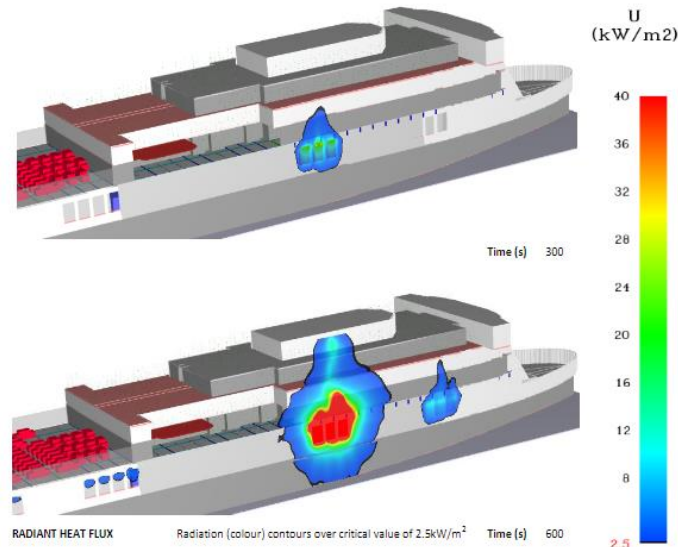 U
(kW/m2)
40
36
32
28
24
20
16
12
8
2.5
Time (s) 300
RADIANT HEAT FLUX Radiation (colour) contours over critical value of 2.5kW/m² Time (s) 600